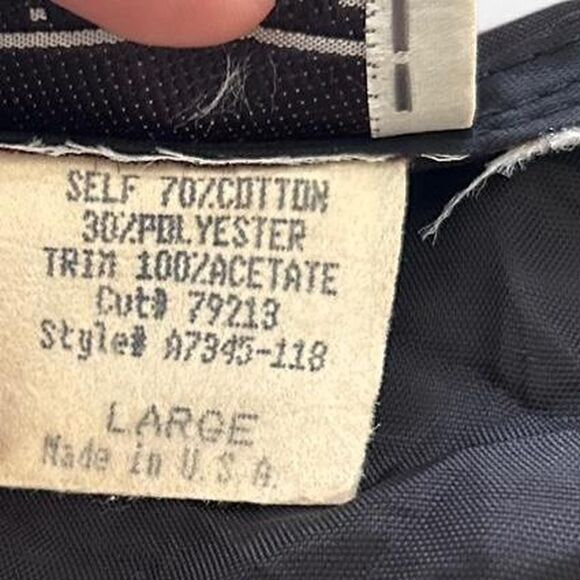 SELF 70%COTTON
30%POLYESTER
TRIM 100%ACETATE
Cut# 79213
Style# A7345-118
LARGE
Made in U.S.A.